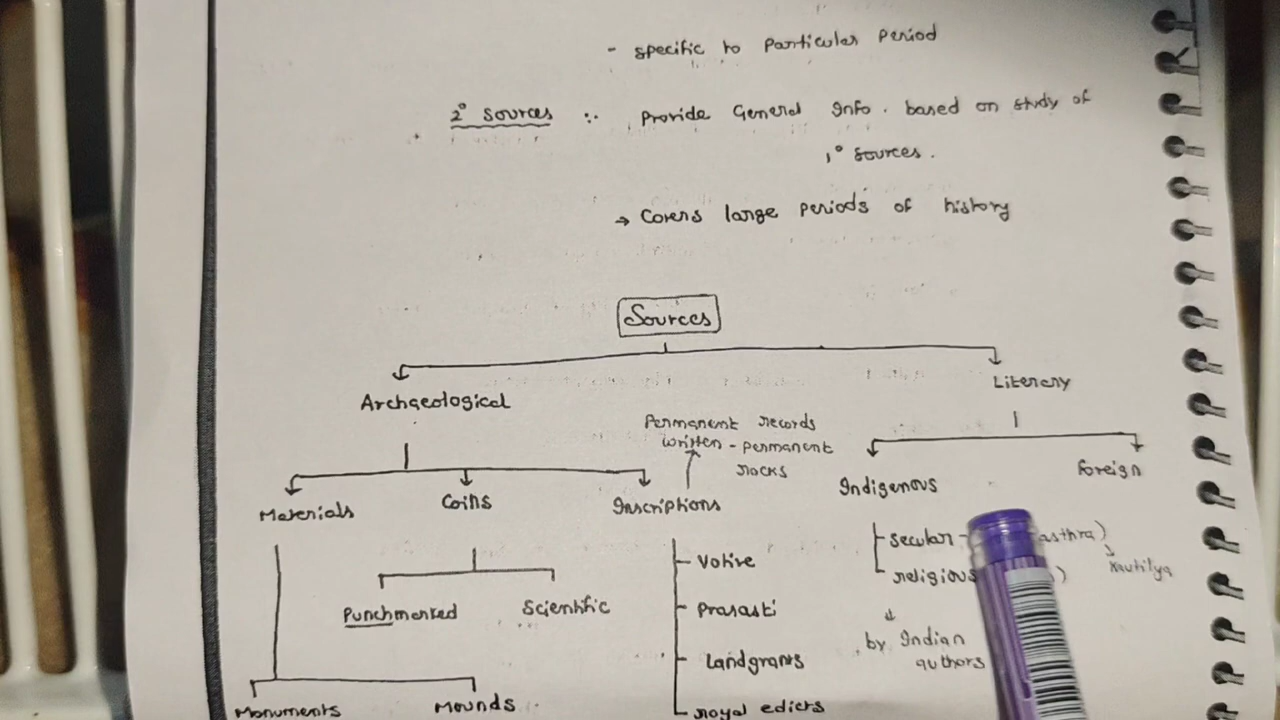 - specific to Particular Period
2° Sources :. Provide General Info. based on study of
1° sources.
→ Covers large periods of history
Sources
Archaeological
Literary
Permanent records
written - permanent
rocks
Materials
Coins
Inscriptions
Indigenous
Foreign
Punchmarked
Scientific
Votive
Prasasti
Landgrants
royal edicts
secular - asthra)
Kautilya
religious )
by Indian
authors
Monuments
Mounds